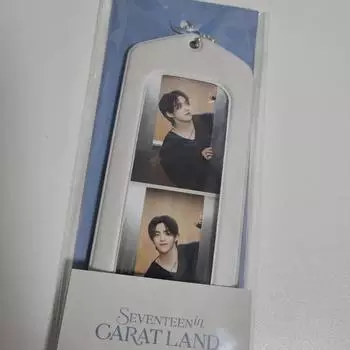 SEVENTEEN in
CARAT LAND